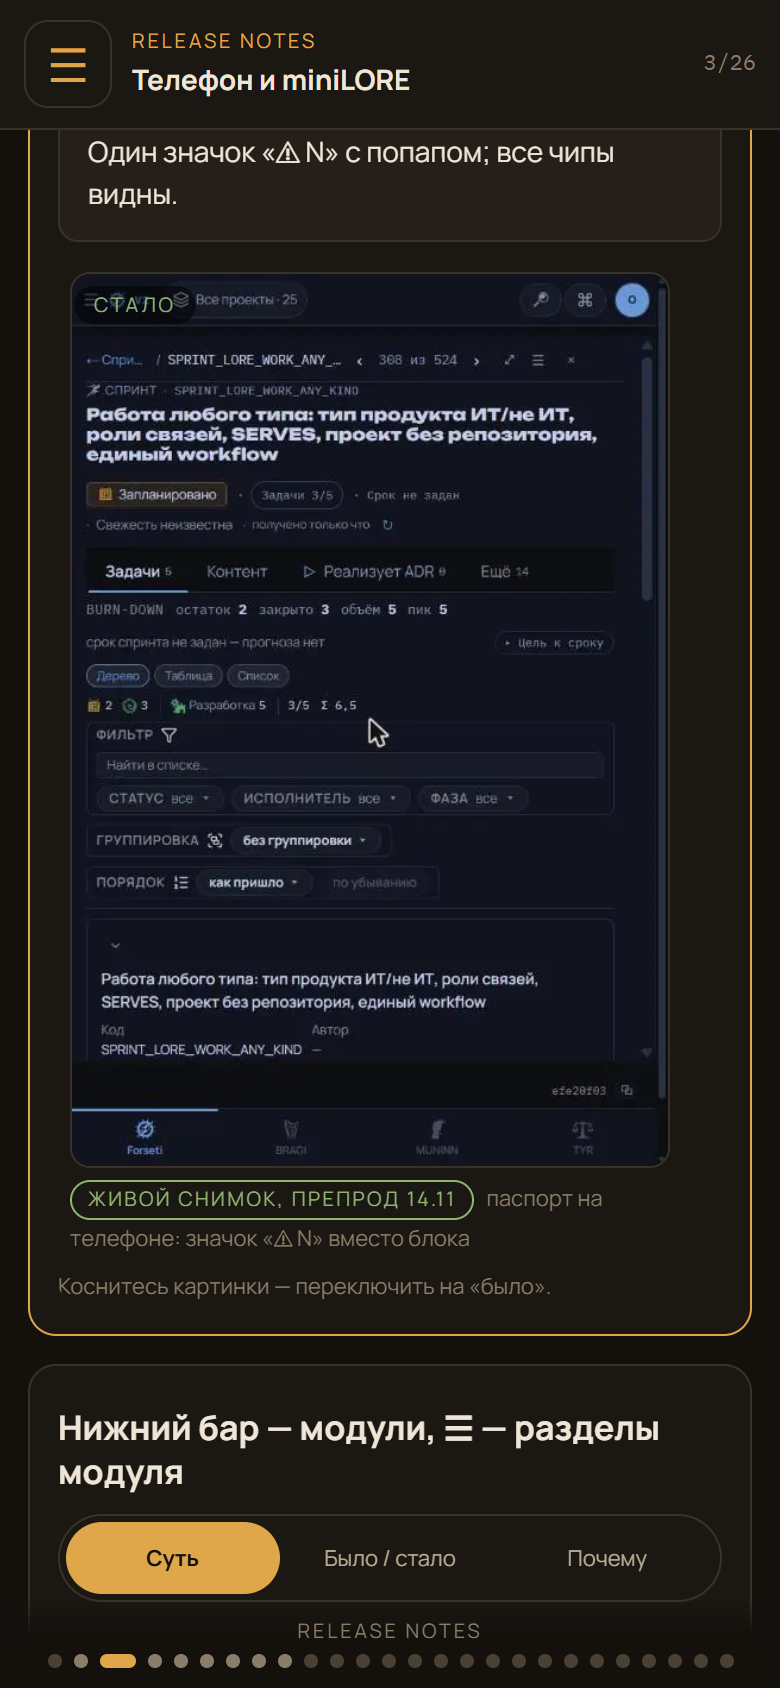 RELEASE NOTES
Телефон и miniLORE
3/26
Один значок «⚠ N» с попапом; все чипы
видны.
СТАЛО
Все проекты · 25
⌘
О
←Спри… / SPRINT_LORE_WORK_ANY_… ‹ 308 из 524 › ⤢ ☰ ×
СПРИНТ · SPRINT_LORE_WORK_ANY_KIND
Работа любого типа: тип продукта ИТ/не ИТ,
роли связей, SERVES, проект без репозитория,
единый workflow
Запланировано · Задачи 3/5 · Срок не задан
· Свежесть неизвестна · получено только что ↻
Задачи 5 Контент ▷ Реализует ADR 0 Ещё 14
BURN-DOWN остаток 2 закрыто 3 объём 5 пик 5
срок спринта не задан — прогноза нет
▸ Цель к сроку
Дерево Таблица Список
2 3 Разработка 5 3/5 Σ 6,5
ФИЛЬТР
Найти в списке…
СТАТУС все ▾ ИСПОЛНИТЕЛЬ все ▾ ФАЗА все ▾
ГРУППИРОВКА без группировки ▾
ПОРЯДОК как пришло ▾ по убыванию
Работа любого типа: тип продукта ИТ/не ИТ, роли связей,
SERVES, проект без репозитория, единый workflow
Код Автор
SPRINT_LORE_WORK_ANY_KIND —
efe20f03
Forseti BRAGI MUNINN TYR
ЖИВОЙ СНИМОК, ПРЕПРОД 14.11 паспорт на
телефоне: значок «⚠ N» вместо блока
Коснитесь картинки — переключить на «было».
Нижний бар — модули, ☰ — разделы
модуля
Суть Было / стало Почему
RELEASE NOTES